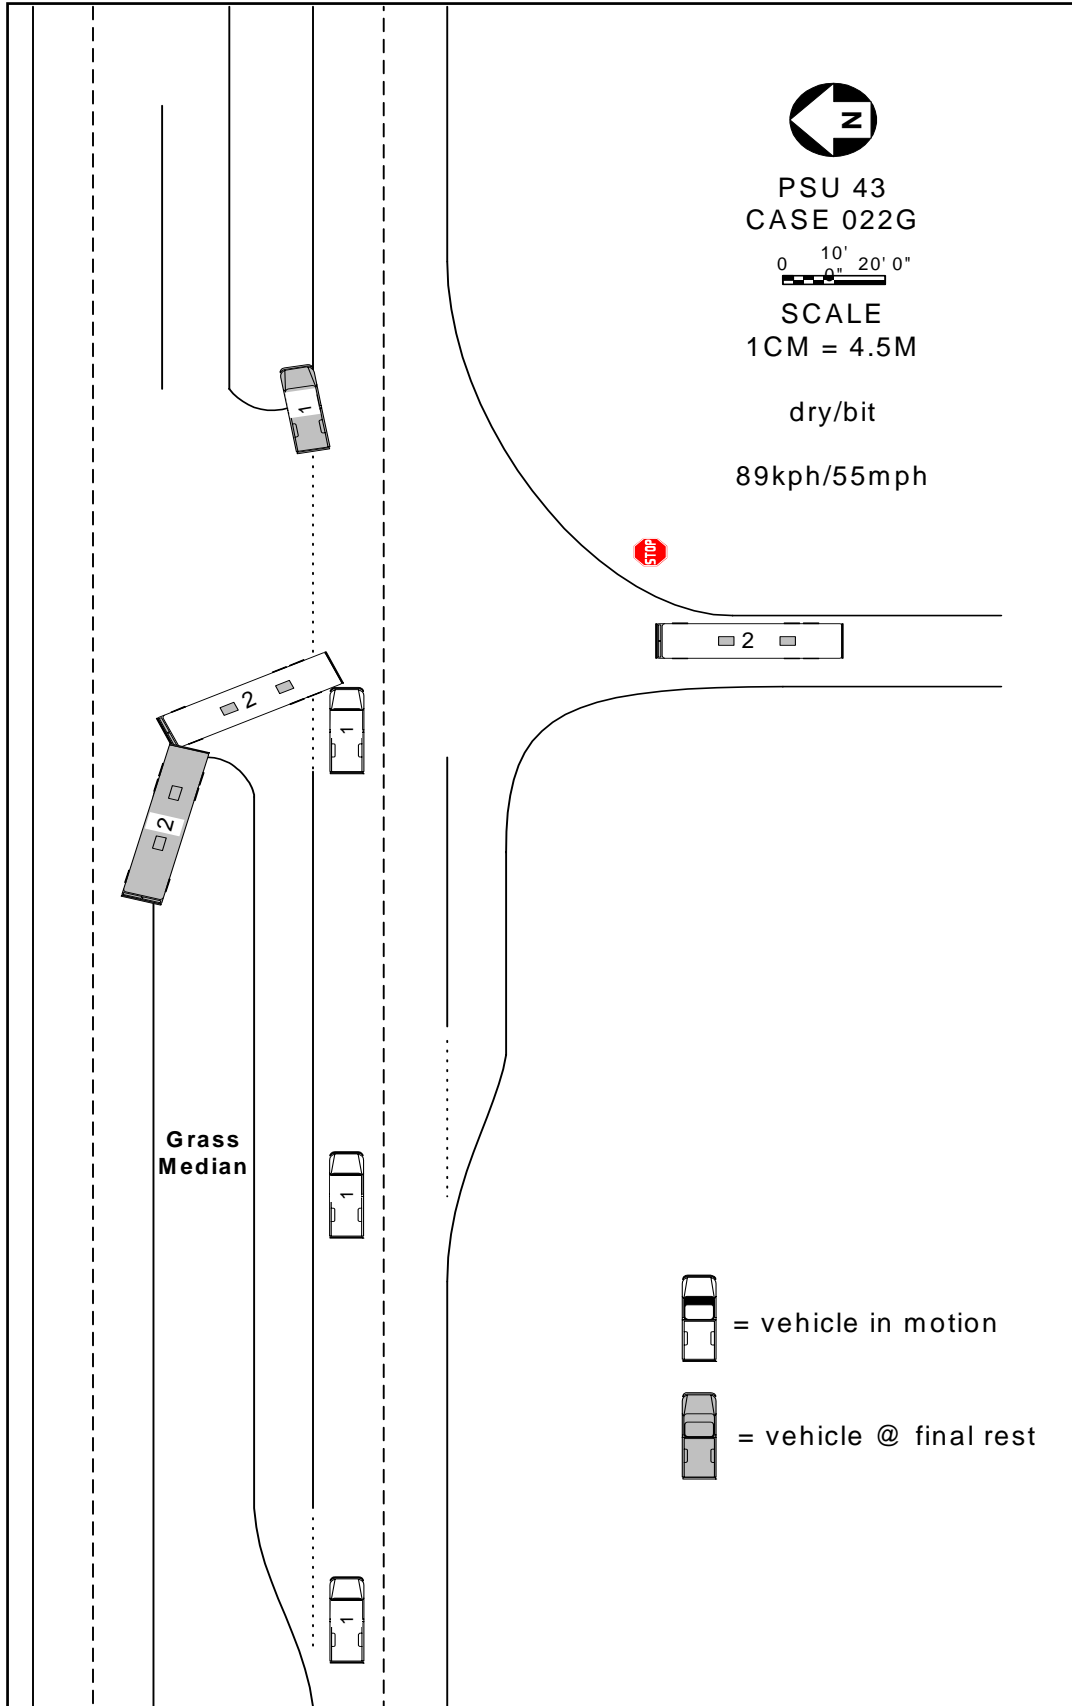 N
PSU 43
CASE 022G
0 10' 0" 20' 0"
SCALE
1CM = 4.5M
dry/bit
89kph/55mph
1
STOP
2
2
1
2
Grass
Median
1
= vehicle in motion
= vehicle @ final rest
1